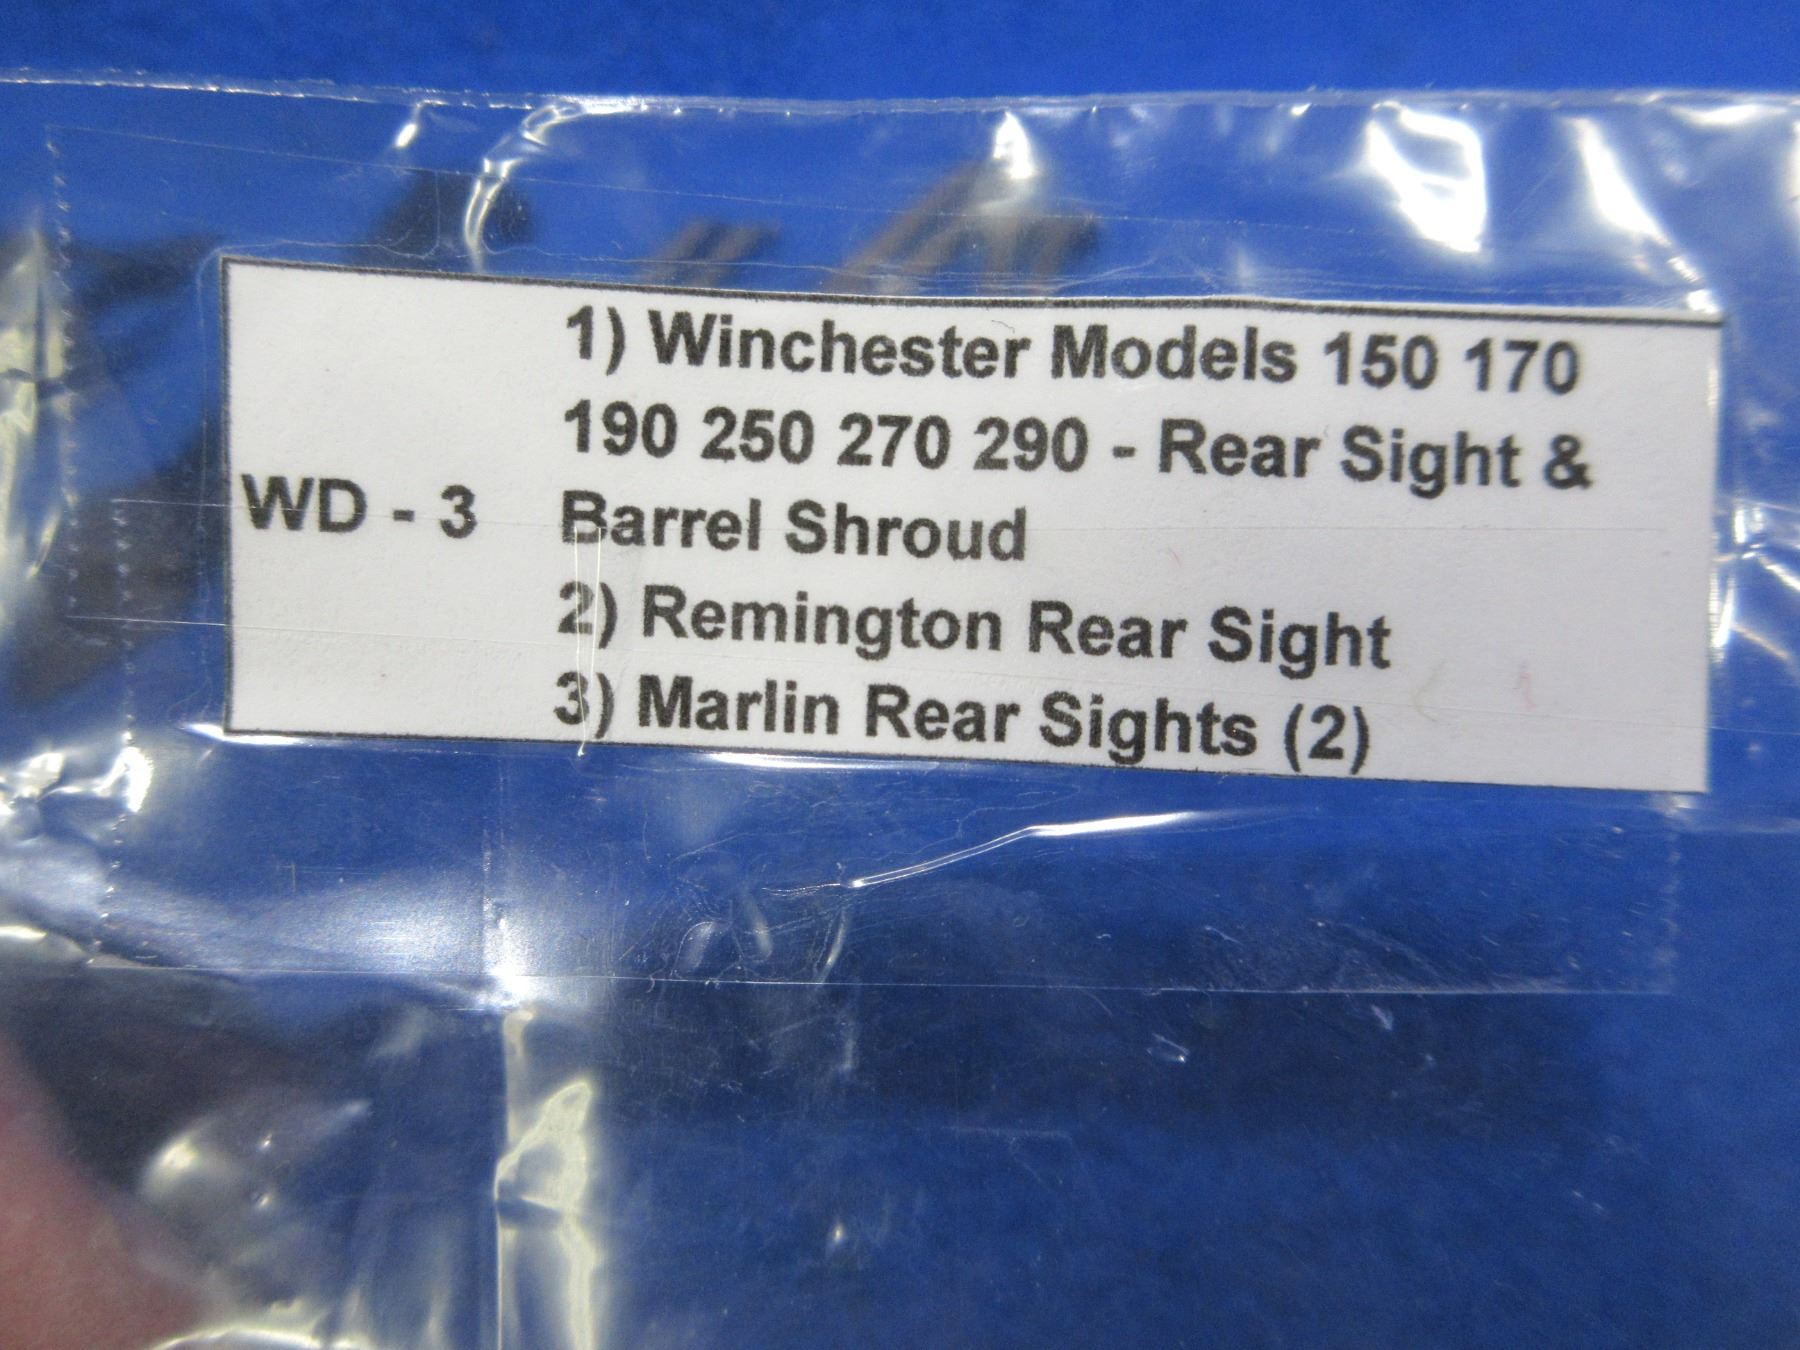 1) Winchester Models 150 170
190 250 270 290 - Rear Sight &
WD - 3 Barrel Shroud
2) Remington Rear Sight
3) Marlin Rear Sights (2)